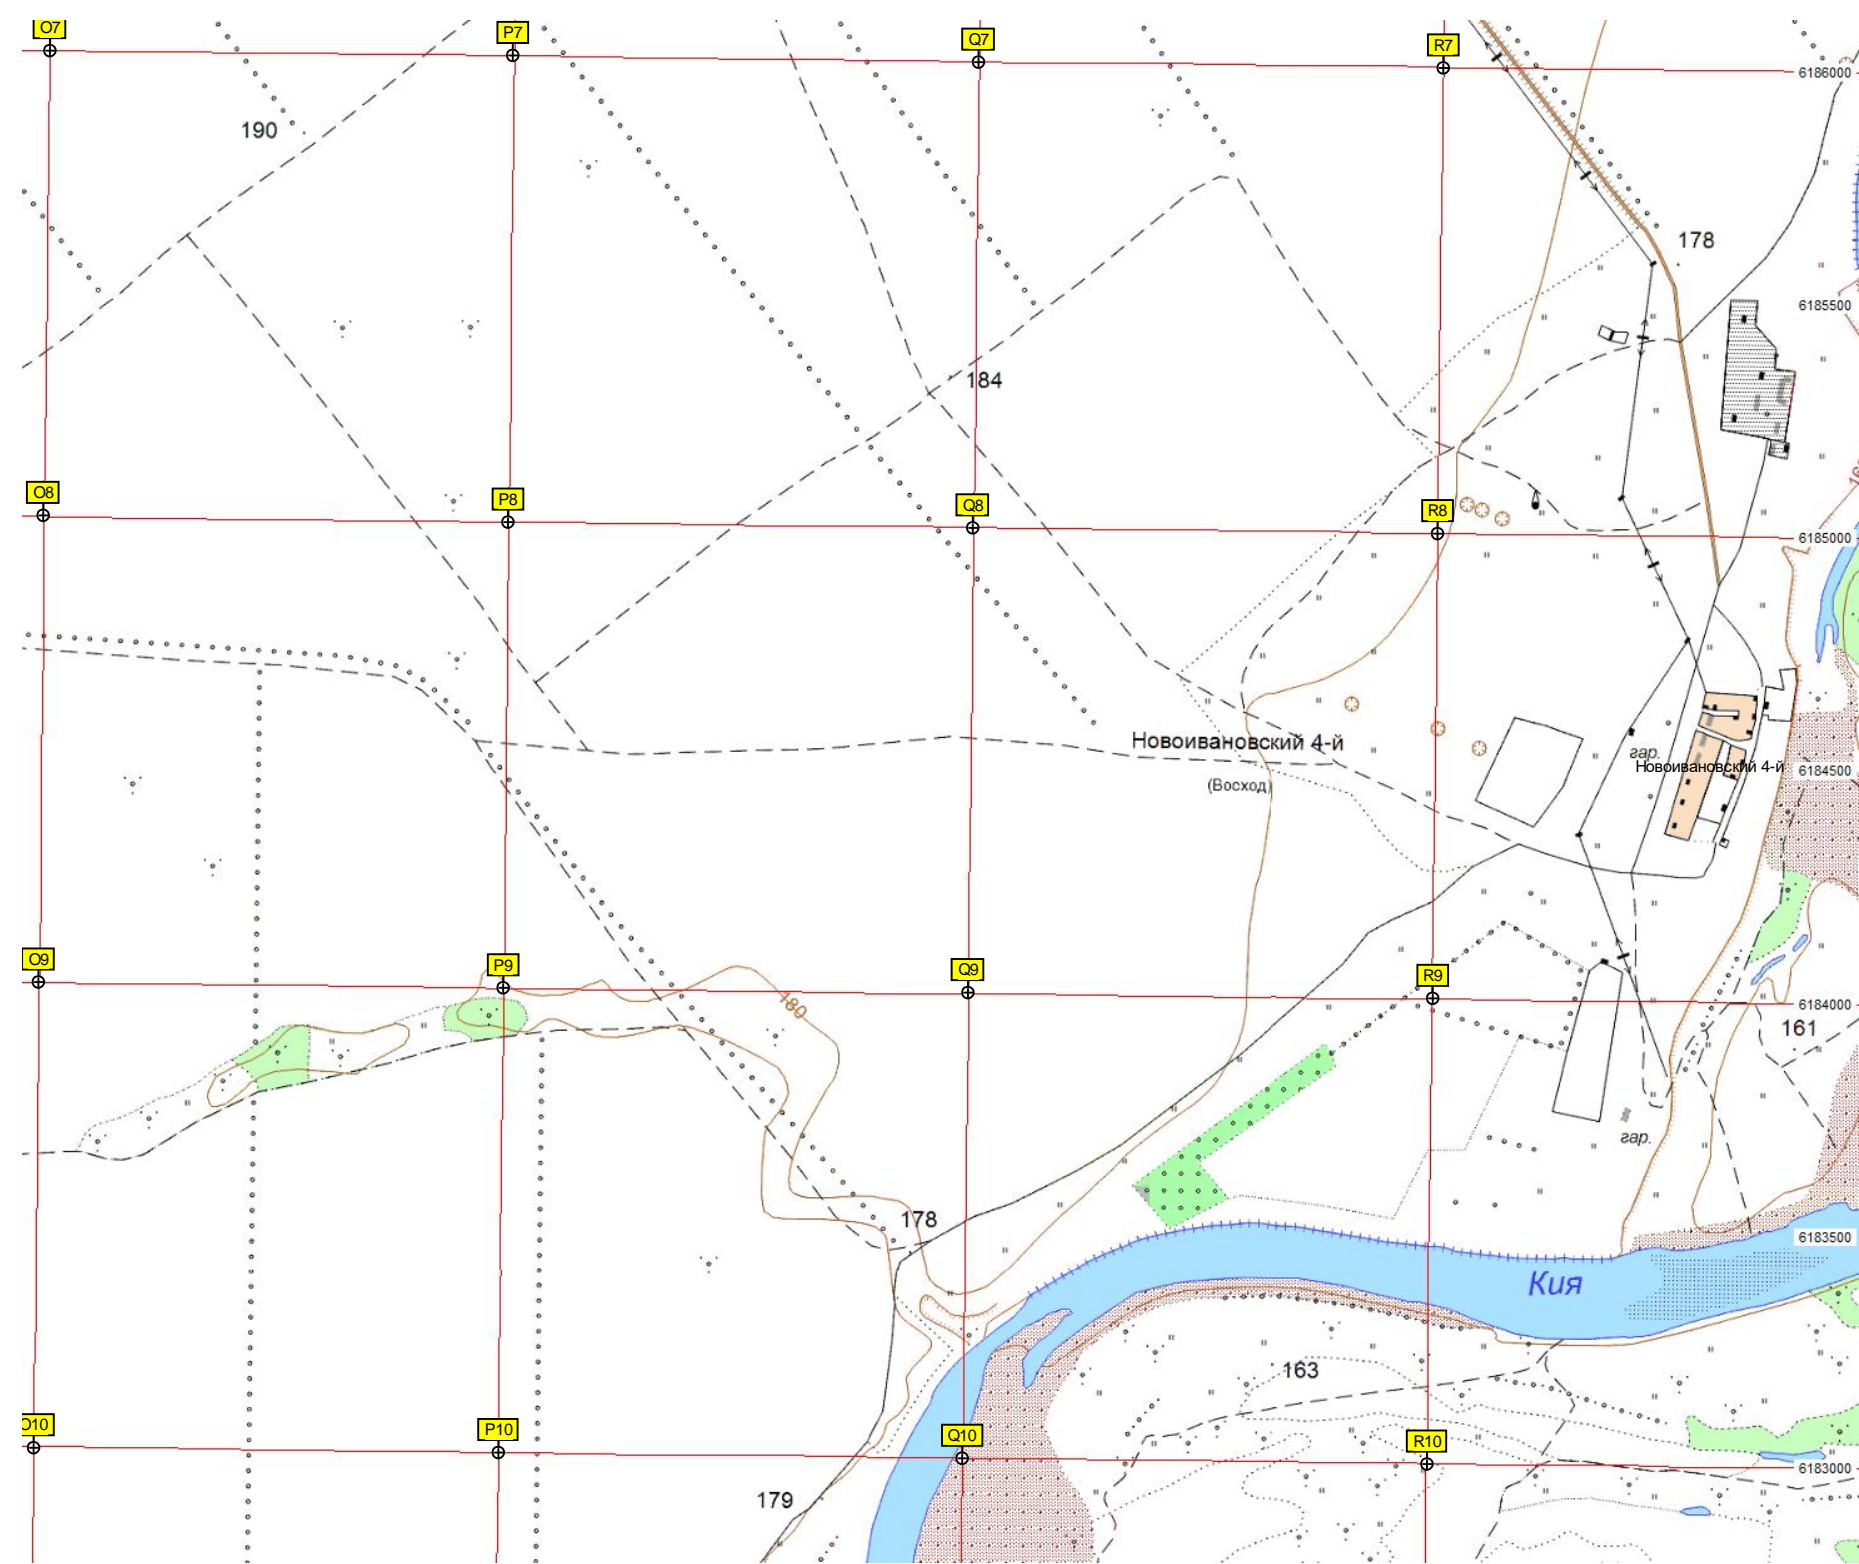 O7
P7
Q7
R7
6186000
190
178
6185500
184
O8
P8
Q8
R8
6185000
Новоивановский 4-й
(Восход)
гар.
Новоивановский 4-й
6184500
O9
P9
Q9
R9
180
6184000
161
гар.
178
6183500
Кия
163
O10
P10
Q10
R10
6183000
179